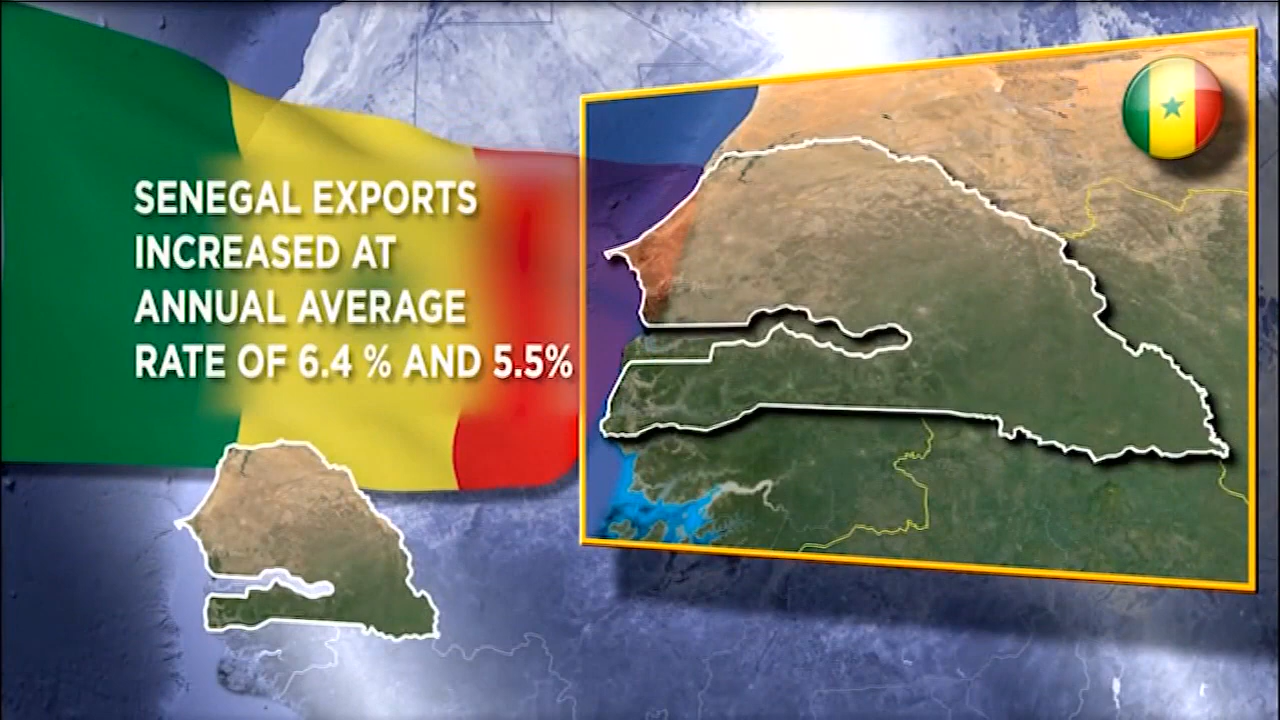 SENEGAL EXPORTS
INCREASED AT
ANNUAL AVERAGE
RATE OF 6.4 % AND 5.5%